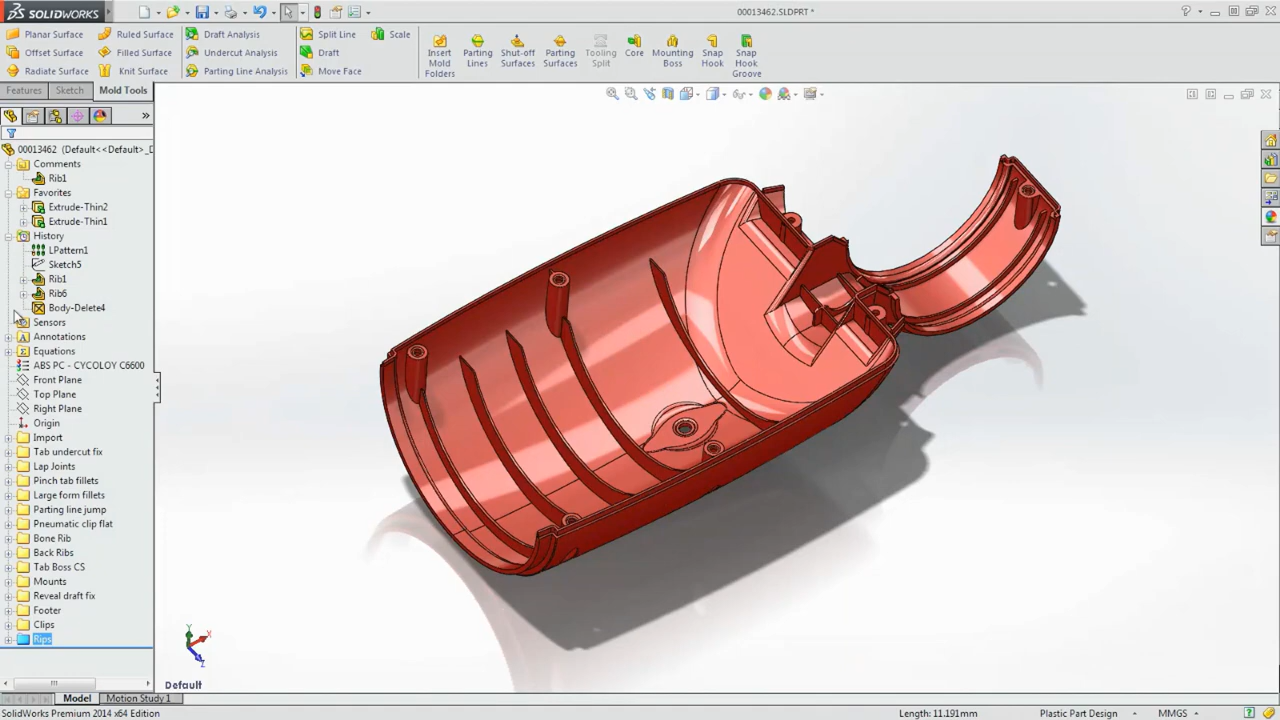 SOLIDWORKS
00013462.SLDPRT *
Planar Surface
Ruled Surface
Draft Analysis
Split Line
Scale
Offset Surface
Filled Surface
Undercut Analysis
Draft
Radiate Surface
Knit Surface
Parting Line Analysis
Move Face
Insert
Mold
Folders
Parting
Lines
Shut-off
Surfaces
Parting
Surfaces
Tooling
Split
Core
Mounting
Boss
Snap
Hook
Snap
Hook
Groove
Features
Sketch
Mold Tools
00013462 (Default<<Default>_D
Comments
Rib1
Favorites
Extrude-Thin2
Extrude-Thin1
History
LPattern1
Sketch5
Rib1
Rib6
Body-Delete4
Sensors
Annotations
Equations
ABS PC - CYCOLOY C6600
Front Plane
Top Plane
Right Plane
Origin
Import
Tab undercut fix
Lap Joints
Pinch tab fillets
Large form fillets
Parting line jump
Pneumatic clip flat
Bone Rib
Back Ribs
Tab Boss CS
Mounts
Reveal draft fix
Footer
Clips
Rips
Y
X
Z
Default
Model
Motion Study 1
SolidWorks Premium 2014 x64 Edition
Length: 11.191mm
Plastic Part Design
MMGS